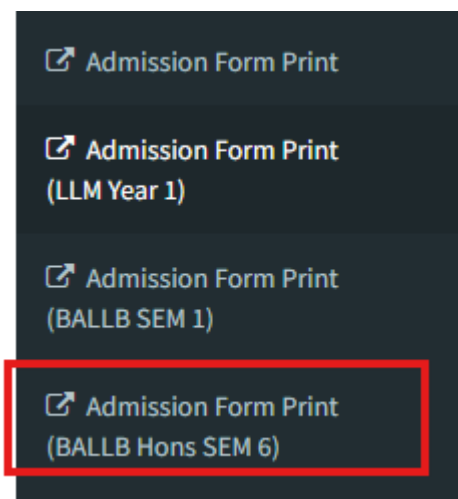 Admission Form Print
Admission Form Print
(LLM Year 1)
Admission Form Print
(BALLB SEM 1)
Admission Form Print
(BALLB Hons SEM 6)